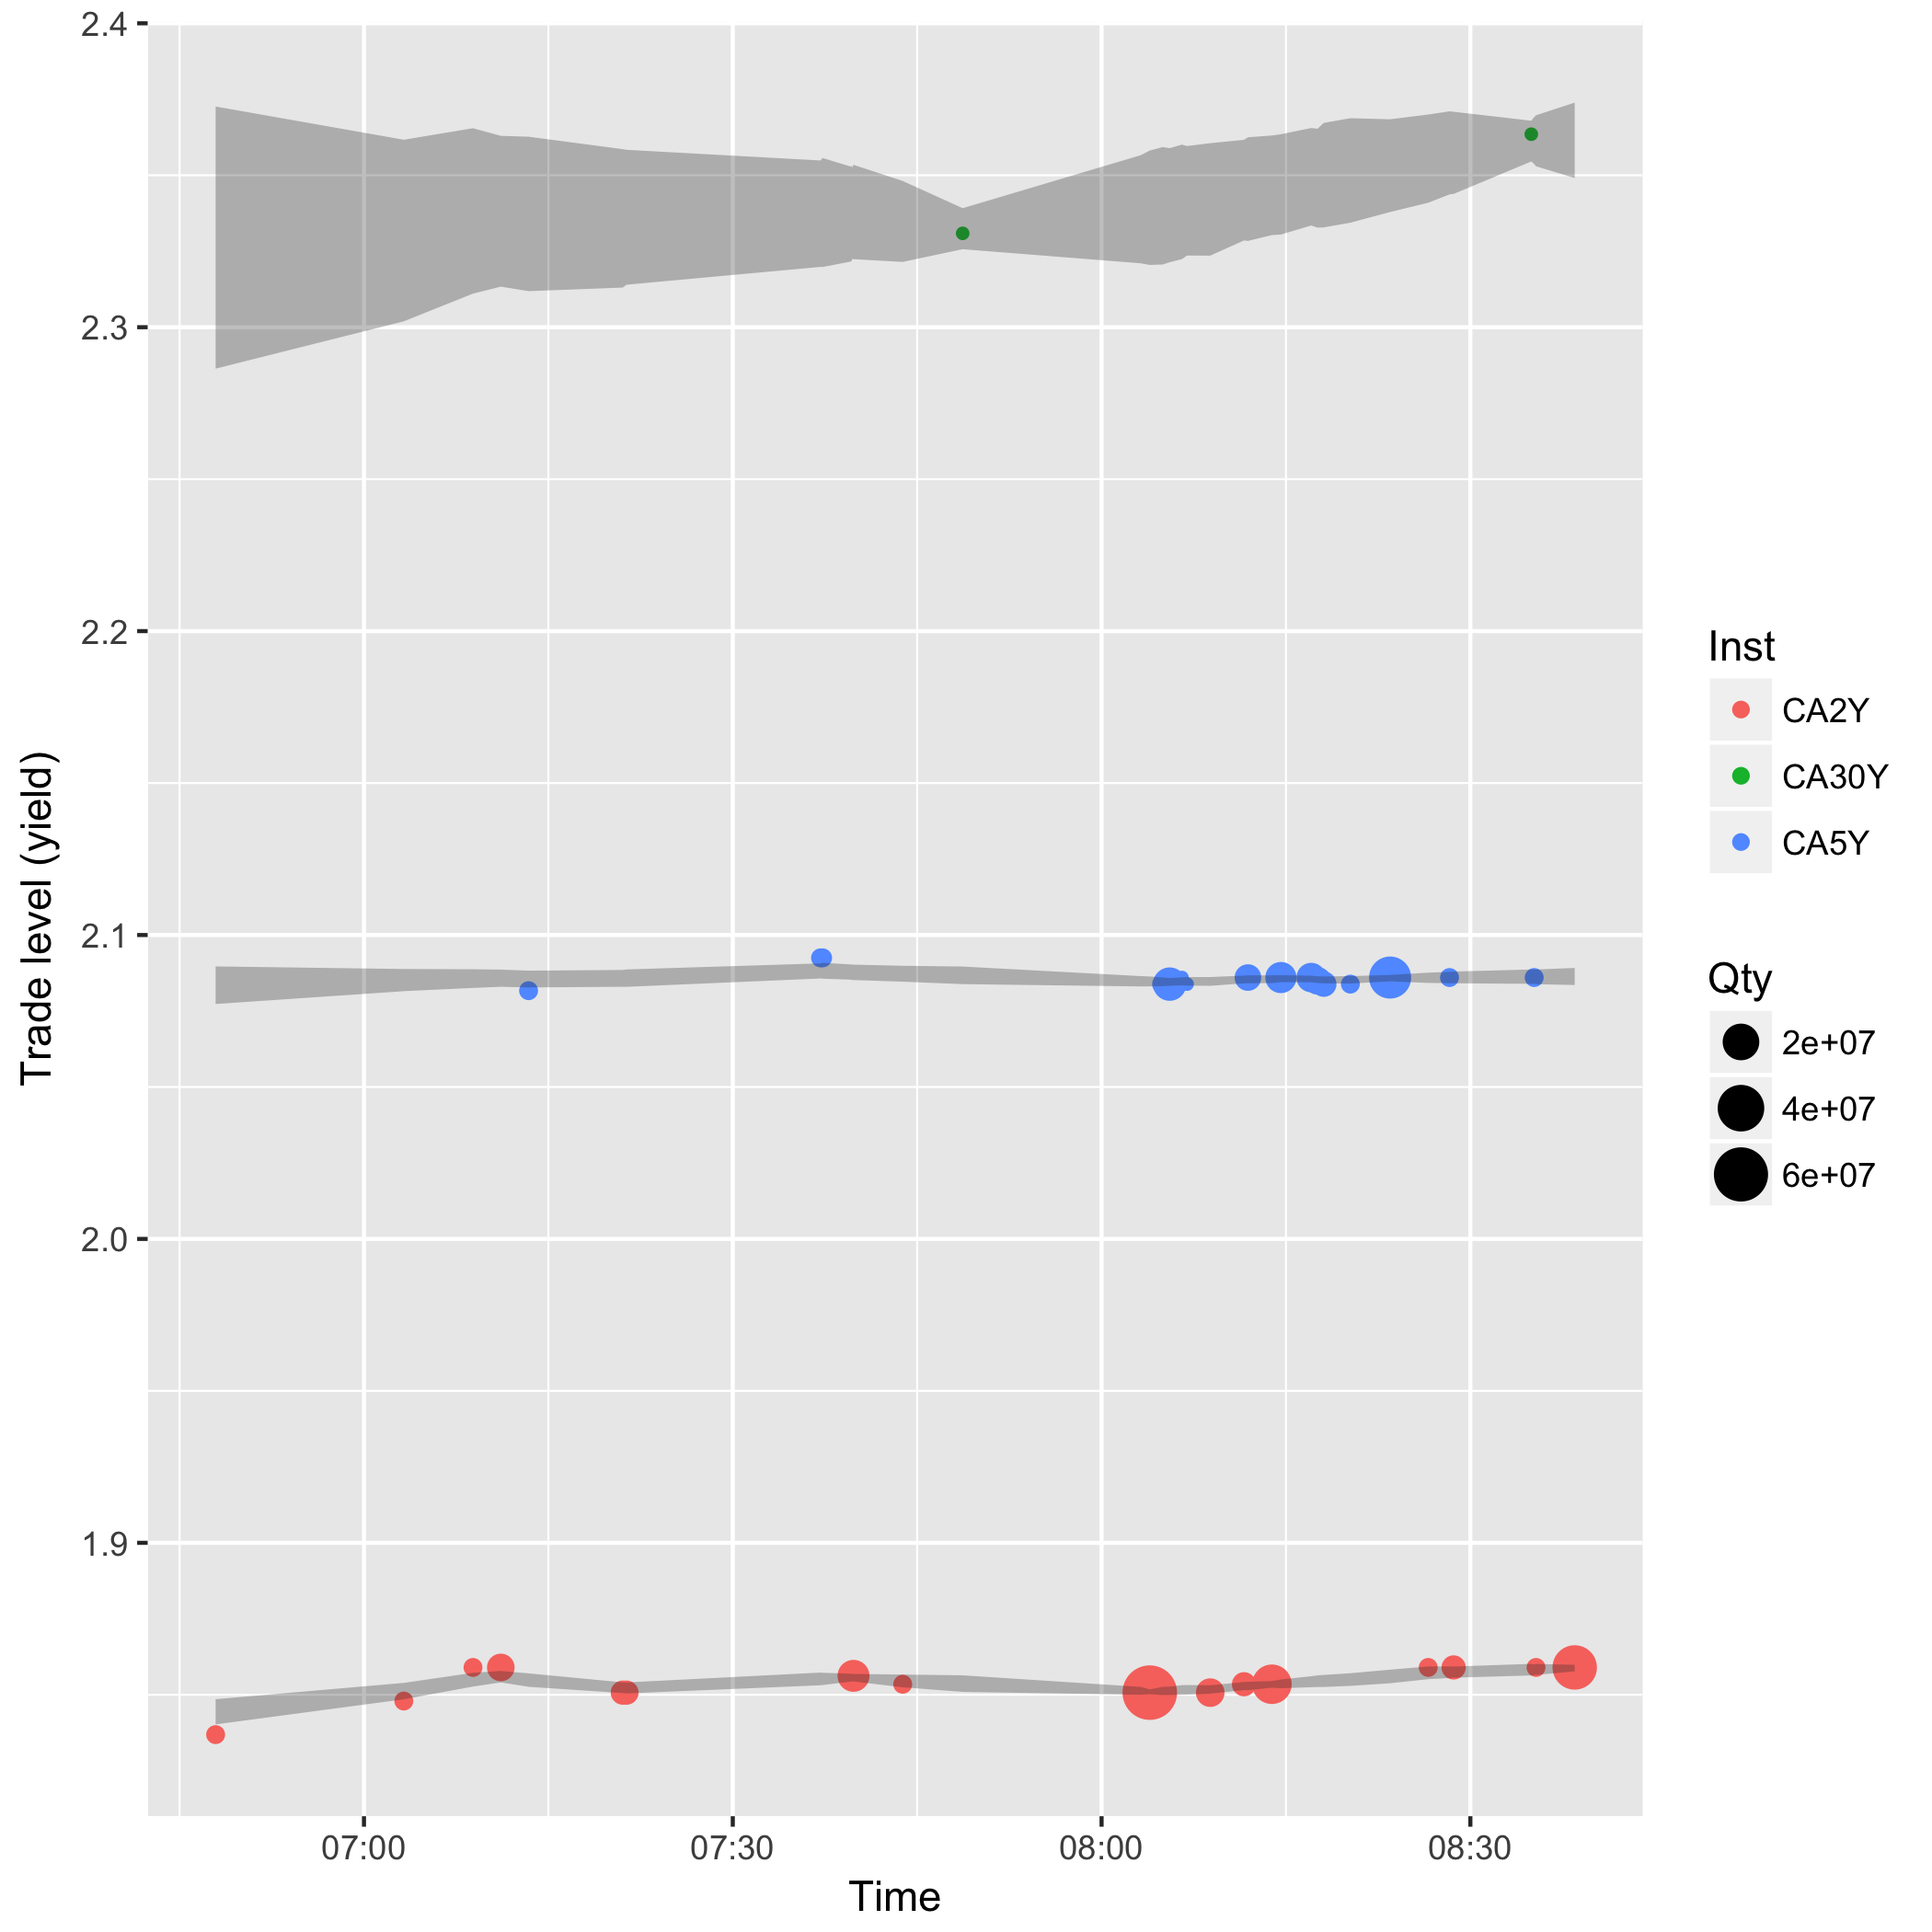 2.4
2.3
2.2
2.1
2.0
1.9
Trade level (yield)
07:00
07:30
08:00
08:30
Time
Inst
CA2Y
CA30Y
CA5Y
Qty
2e+07
4e+07
6e+07